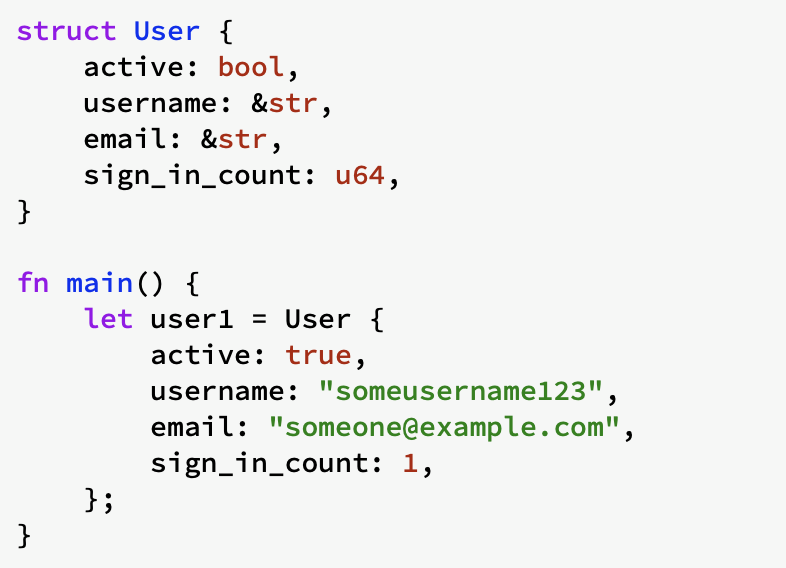 struct User {
    active: bool,
    username: &str,
    email: &str,
    sign_in_count: u64,
}

fn main() {
    let user1 = User {
        active: true,
        username: "someusername123",
        email: "someone@example.com",
        sign_in_count: 1,
    };
}